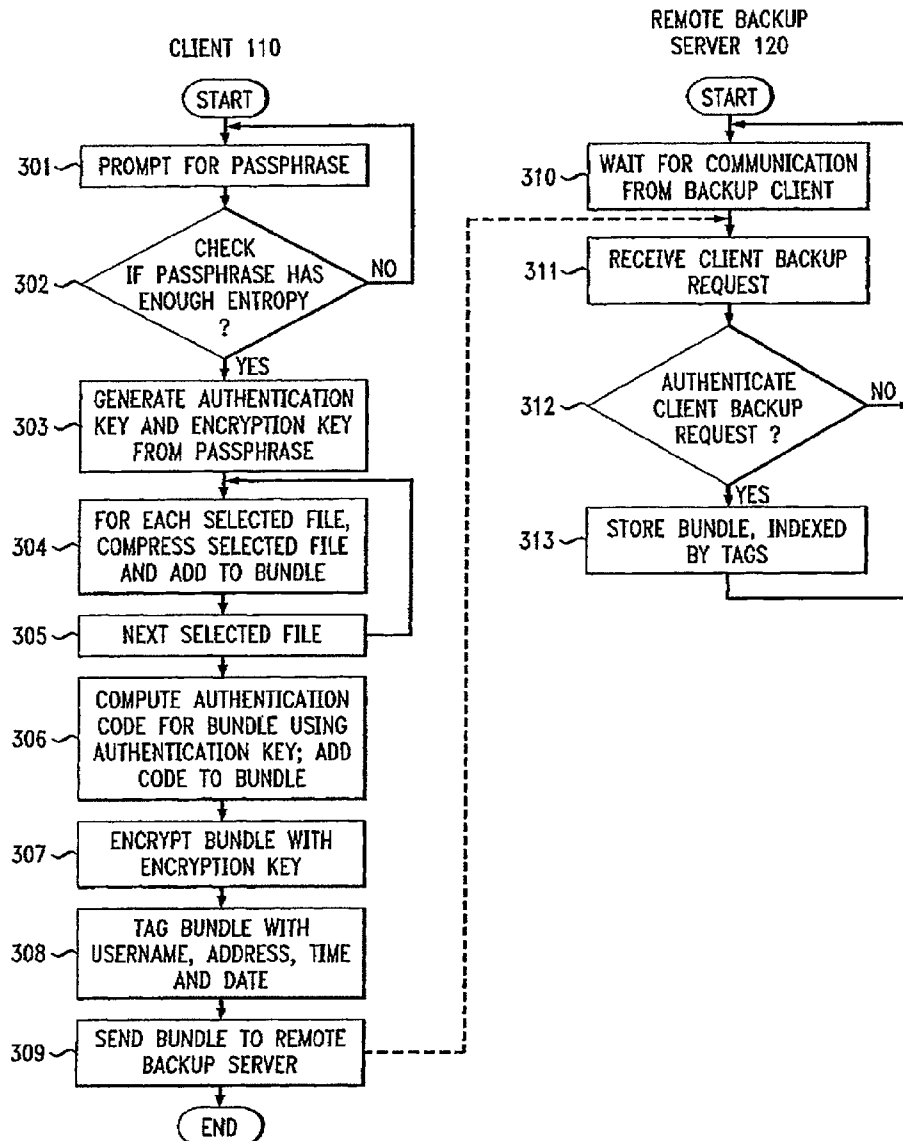 CLIENT 110
START
301
PROMPT FOR PASSPHRASE
302
CHECK
IF PASSPHRASE HAS
ENOUGH ENTROPY
?
NO
YES
303
GENERATE AUTHENTICATION
KEY AND ENCRYPTION KEY
FROM PASSPHRASE
304
FOR EACH SELECTED FILE,
COMPRESS SELECTED FILE
AND ADD TO BUNDLE
305
NEXT SELECTED FILE
306
COMPUTE AUTHENTICATION
CODE FOR BUNDLE USING
AUTHENTICATION KEY; ADD
CODE TO BUNDLE
307
ENCRYPT BUNDLE WITH
ENCRYPTION KEY
308
TAG BUNDLE WITH
USERNAME, ADDRESS, TIME
AND DATE
309
SEND BUNDLE TO REMOTE
BACKUP SERVER
END
REMOTE BACKUP
SERVER 120
START
310
WAIT FOR COMMUNICATION
FROM BACKUP CLIENT
311
RECEIVE CLIENT BACKUP
REQUEST
312
AUTHENTICATE
CLIENT BACKUP
REQUEST ?
NO
YES
313
STORE BUNDLE, INDEXED
BY TAGS